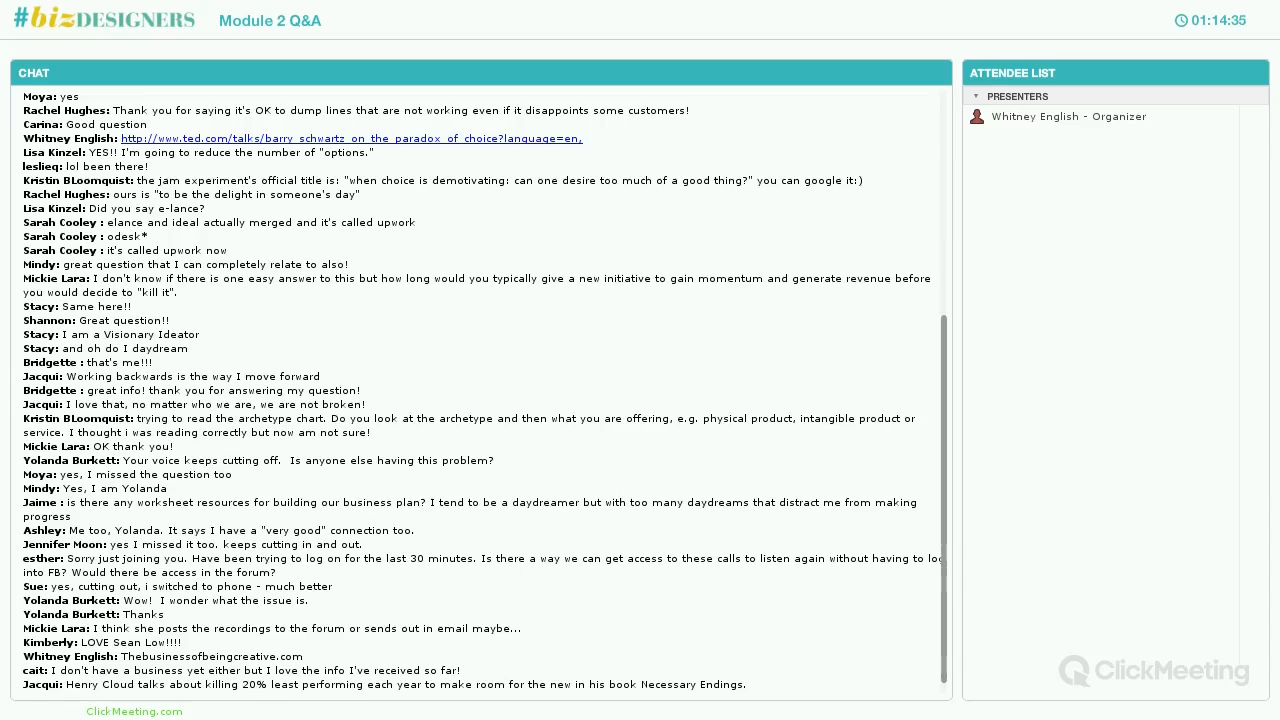 #bizDESIGNERS Module 2 Q&A 01:14:35
CHAT
Moya: yes
Rachel Hughes: Thank you for saying it's OK to dump lines that are not working even if it disappoints some customers!
Carina: Good question
Whitney English: http://www.ted.com/talks/barry_schwartz_on_the_paradox_of_choice?language=en,
Lisa Kinzel: YES!! I'm going to reduce the number of "options."
leslieq: lol been there!
Kristin BLoomquist: the jam experiment's official title is: "when choice is demotivating: can one desire too much of a good thing?" you can google it:)
Rachel Hughes: ours is "to be the delight in someone's day"
Lisa Kinzel: Did you say e-lance?
Sarah Cooley : elance and ideal actually merged and it's called upwork
Sarah Cooley : odesk*
Sarah Cooley : it's called upwork now
Mindy: great question that I can completely relate to also!
Mickie Lara: I don't know if there is one easy answer to this but how long would you typically give a new initiative to gain momentum and generate revenue before
you would decide to "kill it".
Stacy: Same here!!
Shannon: Great question!!
Stacy: I am a Visionary Ideator
Stacy: and oh do I daydream
Bridgette : that's me!!!
Jacqui: Working backwards is the way I move forward
Bridgette : great info! thank you for answering my question!
Jacqui: I love that, no matter who we are, we are not broken!
Kristin BLoomquist: trying to read the archetype chart. Do you look at the archetype and then what you are offering, e.g. physical product, intangible product or
service. I thought i was reading correctly but now am not sure!
Mickie Lara: OK thank you!
Yolanda Burkett: Your voice keeps cutting off.  Is anyone else having this problem?
Moya: yes, I missed the question too
Mindy: Yes, I am Yolanda
Jaime : is there any worksheet resources for building our business plan? I tend to be a daydreamer but with too many daydreams that distract me from making
progress
Ashley: Me too, Yolanda. It says I have a "very good" connection too.
Jennifer Moon: yes I missed it too. keeps cutting in and out.
esther: Sorry just joining you. Have been trying to log on for the last 30 minutes. Is there a way we can get access to these calls to listen again without having to log
into FB? Would there be access in the forum?
Sue: yes, cutting out, i switched to phone - much better
Yolanda Burkett: Wow!  I wonder what the issue is.
Yolanda Burkett: Thanks
Mickie Lara: I think she posts the recordings to the forum or sends out in email maybe...
Kimberly: LOVE Sean Low!!!!
Whitney English: Thebusinessofbeingcreative.com
cait: I don't have a business yet either but I love the info I've received so far!
Jacqui: Henry Cloud talks about killing 20% least performing each year to make room for the new in his book Necessary Endings.
ATTENDEE LIST
PRESENTERS
Whitney English - Organizer
ClickMeeting
ClickMeeting.com